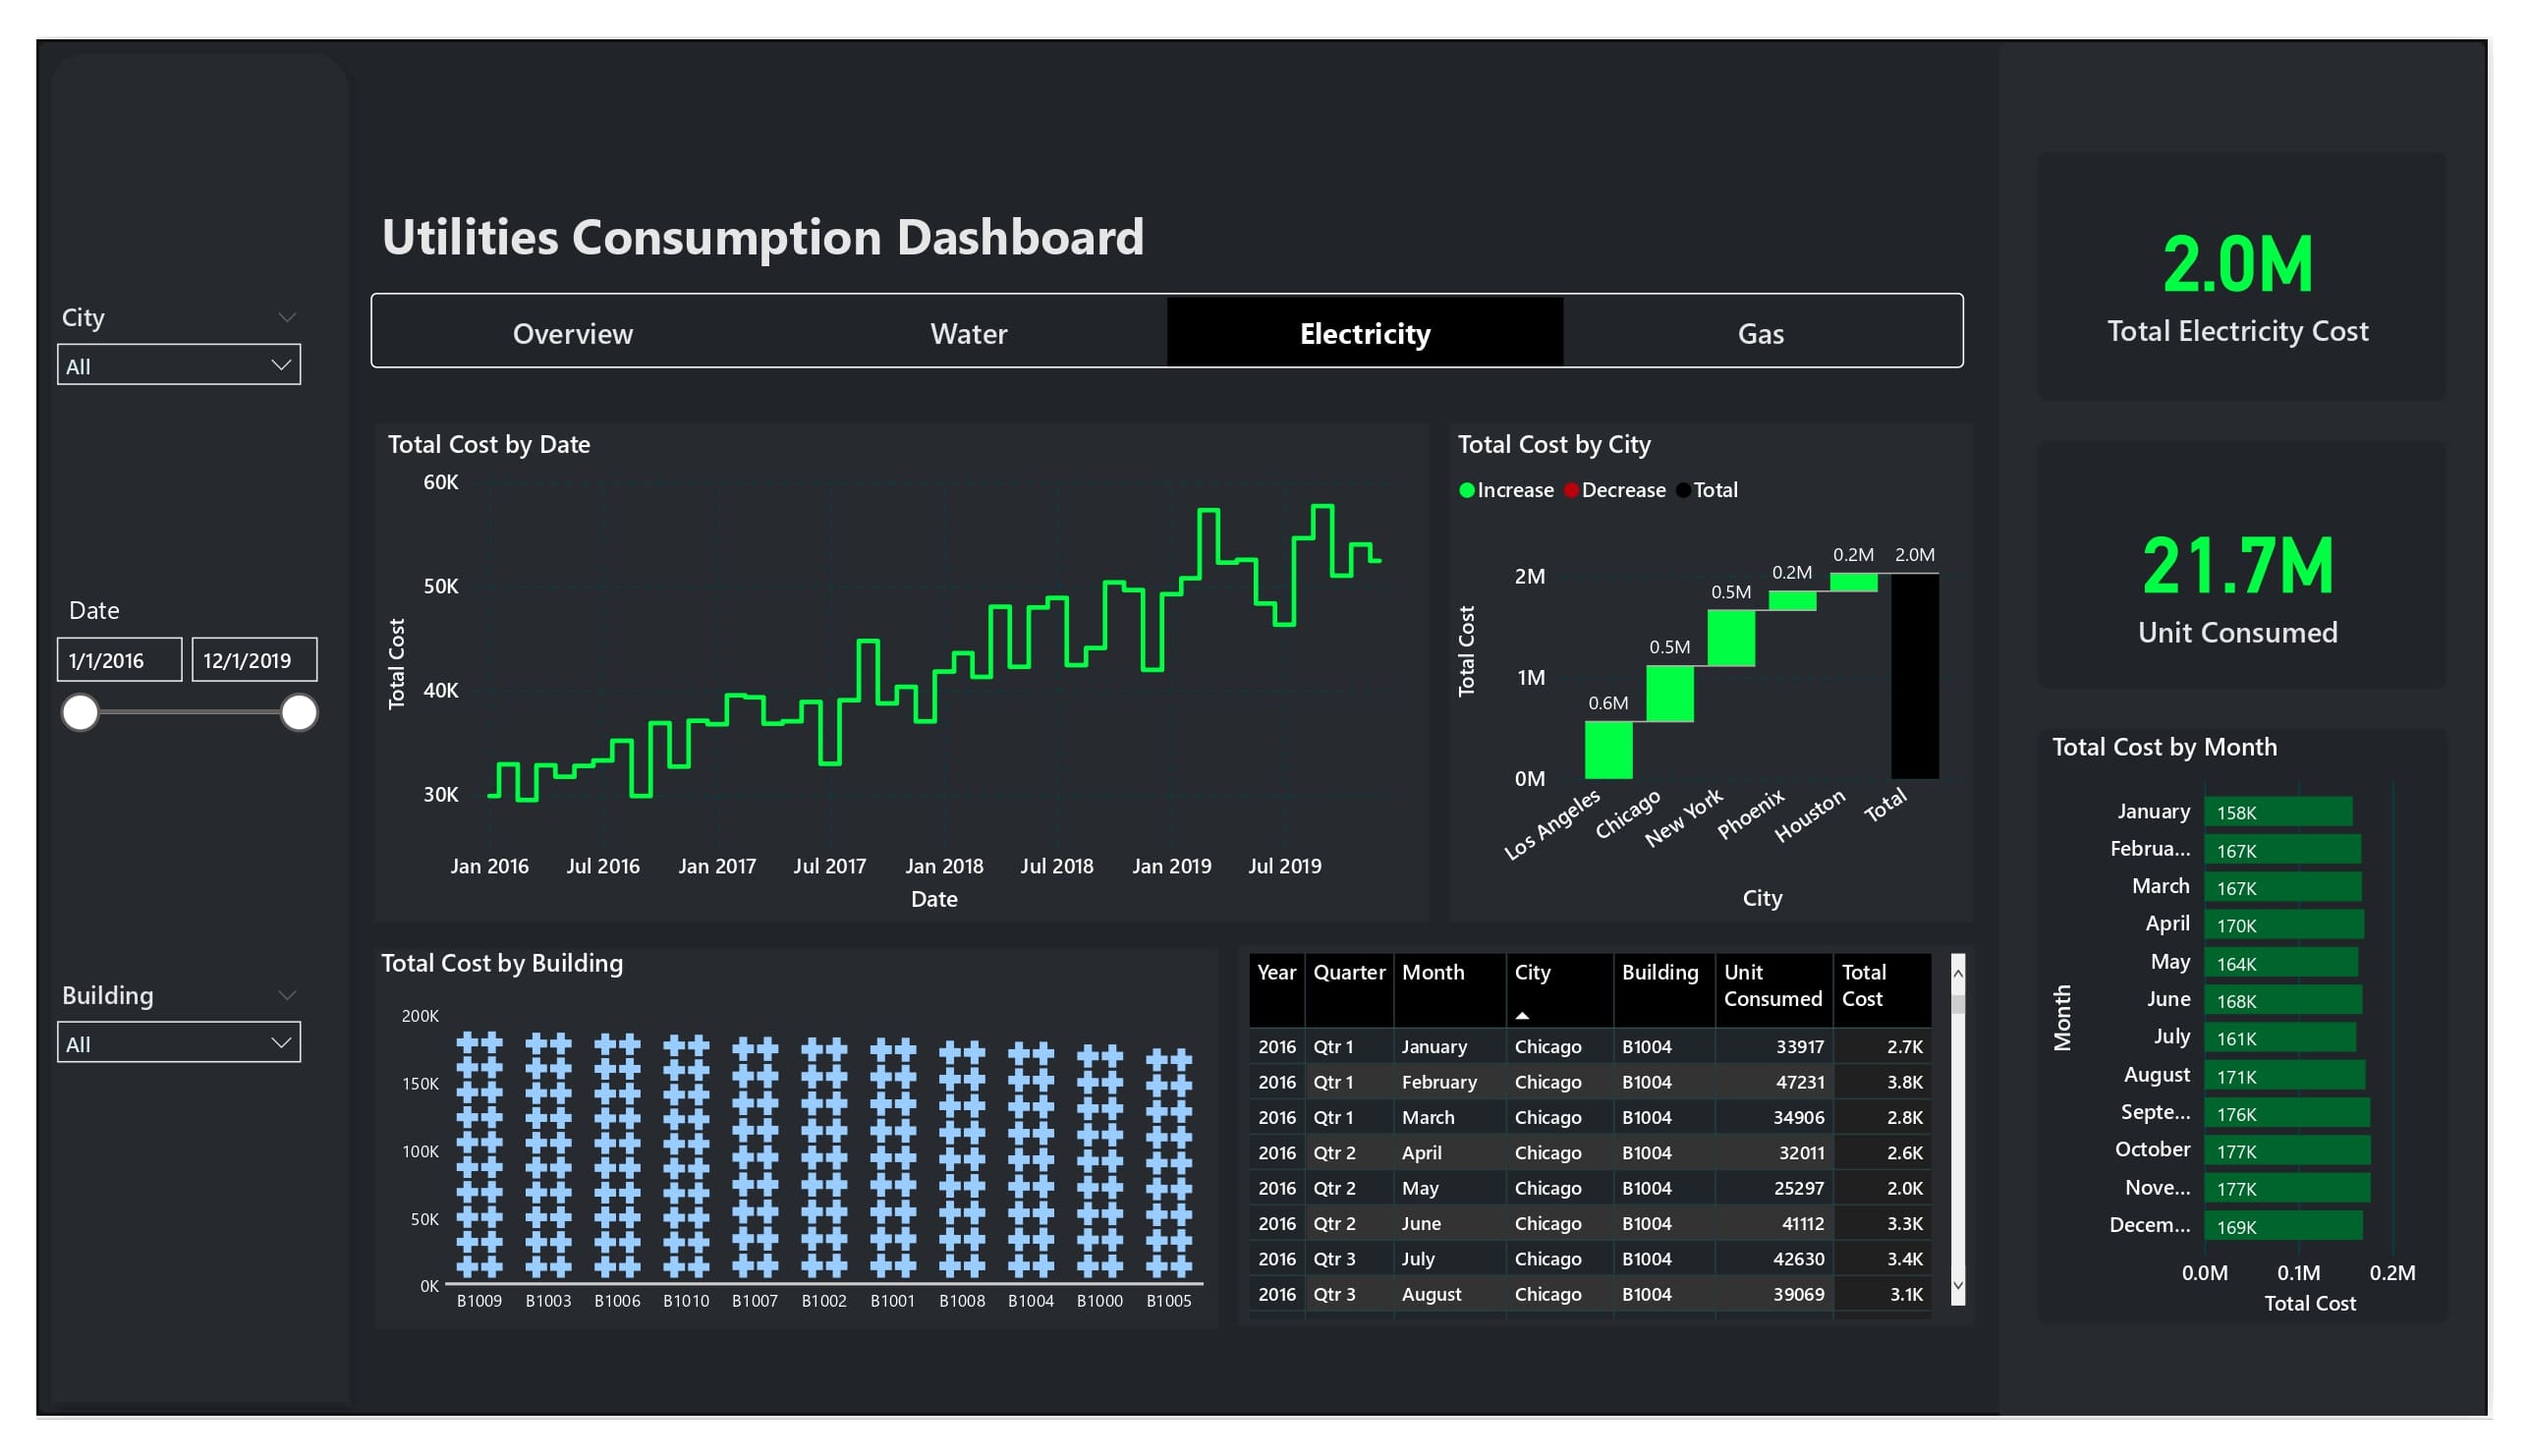 Utilities Consumption Dashboard
City
All
Date
1/1/2016 12/1/2019
Building
All
Overview Water Electricity Gas
Total Cost by Date
60K
50K
40K
30K
Total Cost
Jan 2016 Jul 2016 Jan 2017 Jul 2017 Jan 2018 Jul 2018 Jan 2019 Jul 2019
Date
Total Cost by City
Increase Decrease Total
2M
1M
0M
Total Cost
0.6M 0.5M 0.5M 0.2M 0.2M 2.0M
Los Angeles Chicago New York Phoenix Houston Total
City
Total Cost by Building
200K
150K
100K
50K
0K
B1009 B1003 B1006 B1010 B1007 B1002 B1001 B1008 B1004 B1000 B1005
Year Quarter Month City Building Unit Consumed Total Cost
2016 Qtr 1 January Chicago B1004 33917 2.7K
2016 Qtr 1 February Chicago B1004 47231 3.8K
2016 Qtr 1 March Chicago B1004 34906 2.8K
2016 Qtr 2 April Chicago B1004 32011 2.6K
2016 Qtr 2 May Chicago B1004 25297 2.0K
2016 Qtr 2 June Chicago B1004 41112 3.3K
2016 Qtr 3 July Chicago B1004 42630 3.4K
2016 Qtr 3 August Chicago B1004 39069 3.1K
2.0M
Total Electricity Cost
21.7M
Unit Consumed
Total Cost by Month
Month
January 158K
Februa... 167K
March 167K
April 170K
May 164K
June 168K
July 161K
August 171K
Septe... 176K
October 177K
Nove... 177K
Decem... 169K
0.0M 0.1M 0.2M
Total Cost